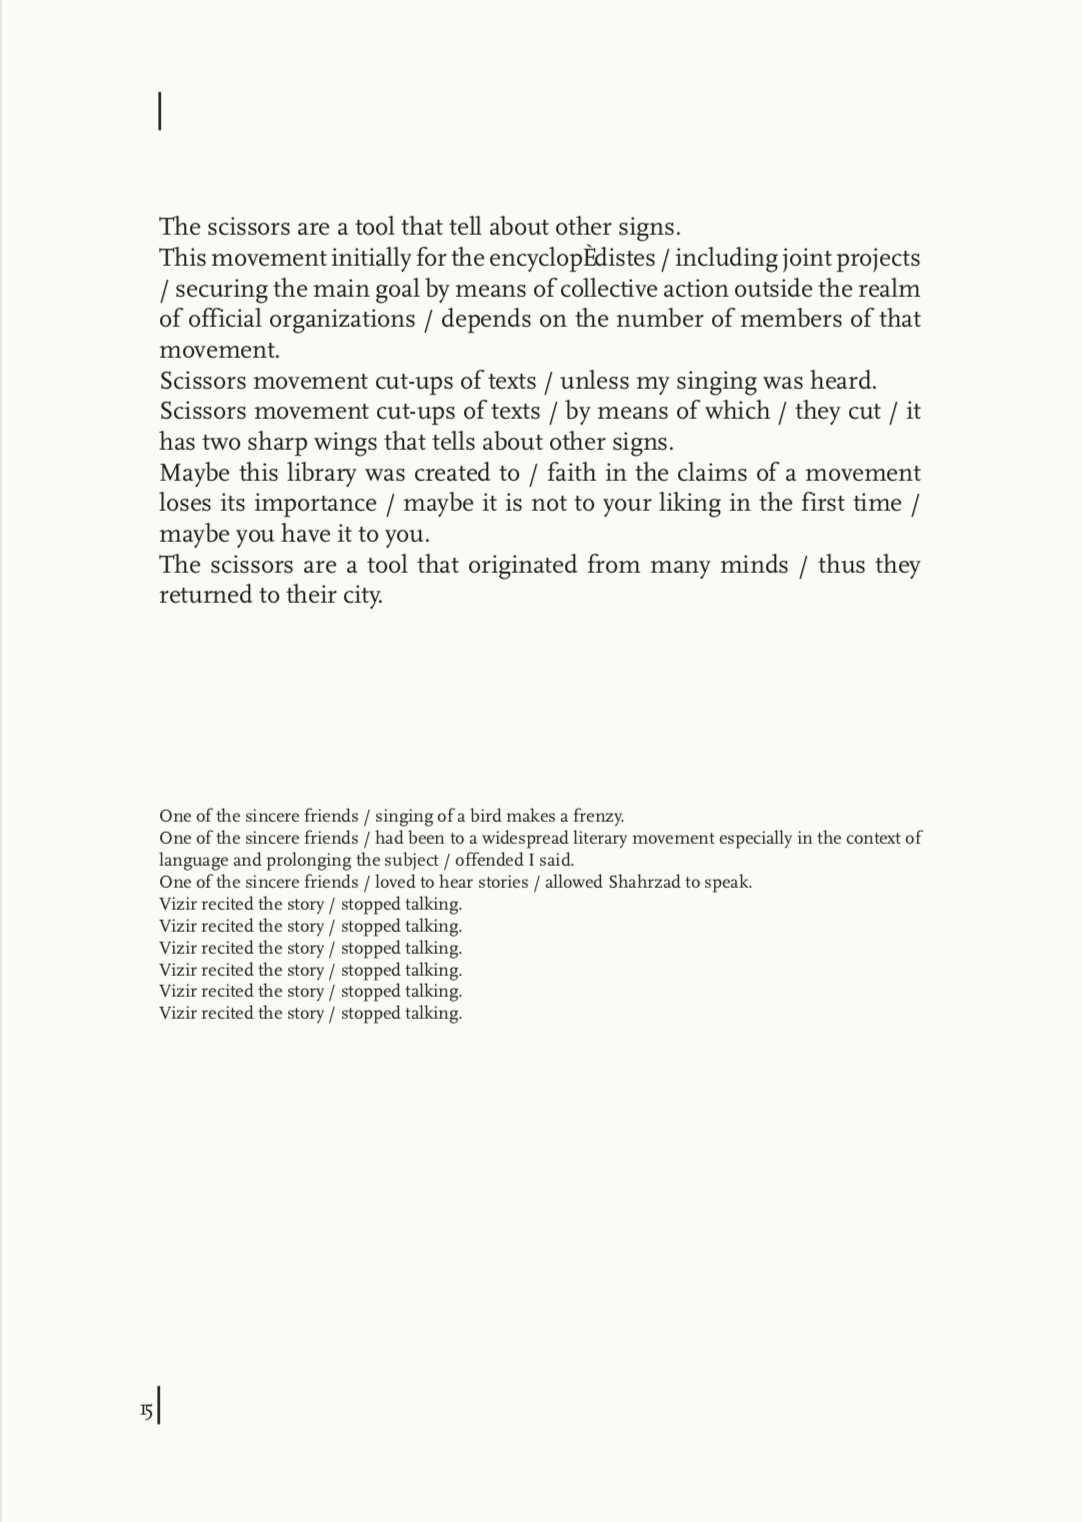 The scissors are a tool that tell about other signs.
This movement initially for the encyclopÈdistes / including joint projects
/ securing the main goal by means of collective action outside the realm
of official organizations / depends on the number of members of that
movement.
Scissors movement cut-ups of texts / unless my singing was heard.
Scissors movement cut-ups of texts / by means of which / they cut / it
has two sharp wings that tells about other signs.
Maybe this library was created to / faith in the claims of a movement
loses its importance / maybe it is not to your liking in the first time /
maybe you have it to you.
The scissors are a tool that originated from many minds / thus they
returned to their city.
One of the sincere friends / singing of a bird makes a frenzy.
One of the sincere friends / had been to a widespread literary movement especially in the context of
language and prolonging the subject / offended I said.
One of the sincere friends / loved to hear stories / allowed Shahrzad to speak.
Vizir recited the story / stopped talking.
Vizir recited the story / stopped talking.
Vizir recited the story / stopped talking.
Vizir recited the story / stopped talking.
Vizir recited the story / stopped talking.
Vizir recited the story / stopped talking.
15